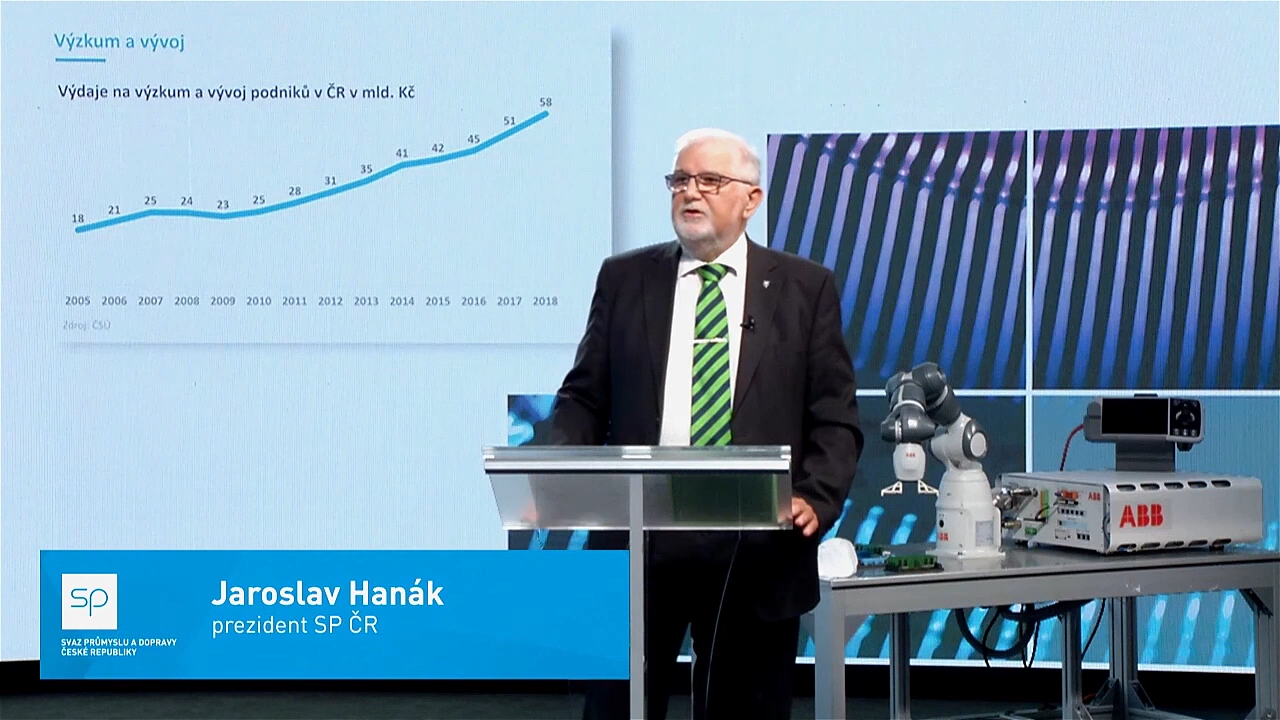 Výzkum a vývoj
Výdaje na výzkum a vývoj podniků v ČR v mld. Kč
18 21 25 24 23 25 28 31 35 41 42 45 51 58
2005 2006 2007 2008 2009 2010 2011 2012 2013 2014 2015 2016 2017 2018
Zdroj: ČSÚ
ABB
ABB
ABB
ABB
sp
SVAZ PRŮMYSLU A DOPRAVY
ČESKÉ REPUBLIKY
Jaroslav Hanák
prezident SP ČR